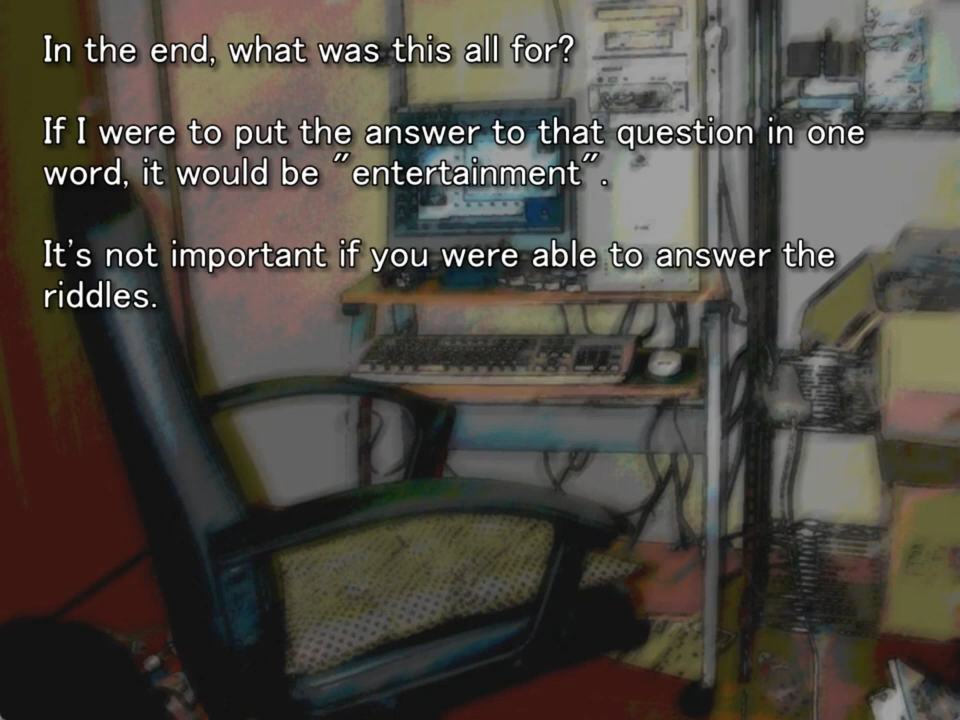 In the end, what was this all for?
If I were to put the answer to that question in one
word, it would be "entertainment".
It's not important if you were able to answer the
riddles.